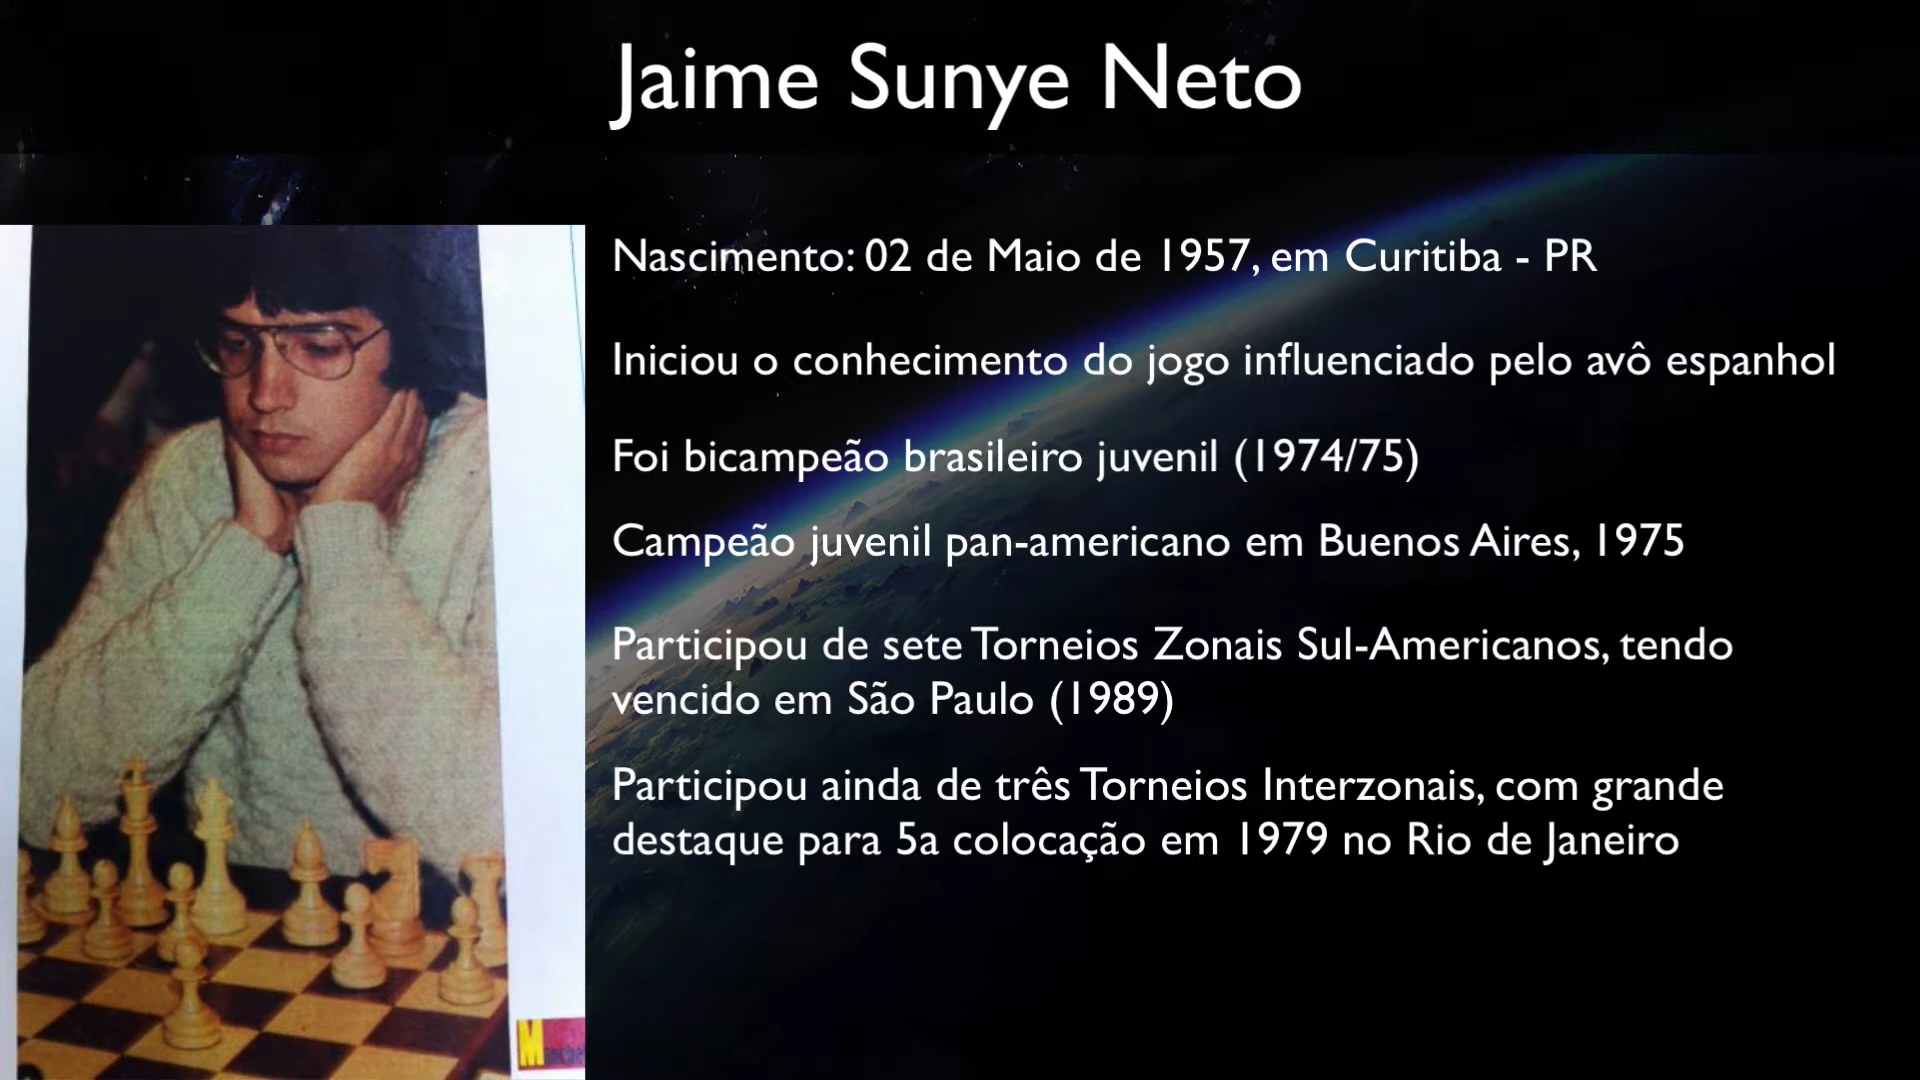 Jaime Sunye Neto
Nascimento: 02 de Maio de 1957, em Curitiba - PR
Iniciou o conhecimento do jogo influenciado pelo avô espanhol
Foi bicampeão brasileiro juvenil (1974/75)
Campeão juvenil pan-americano em Buenos Aires, 1975
Participou de sete Torneios Zonais Sul-Americanos, tendo
vencido em São Paulo (1989)
Participou ainda de três Torneios Interzonais, com grande
destaque para 5a colocação em 1979 no Rio de Janeiro